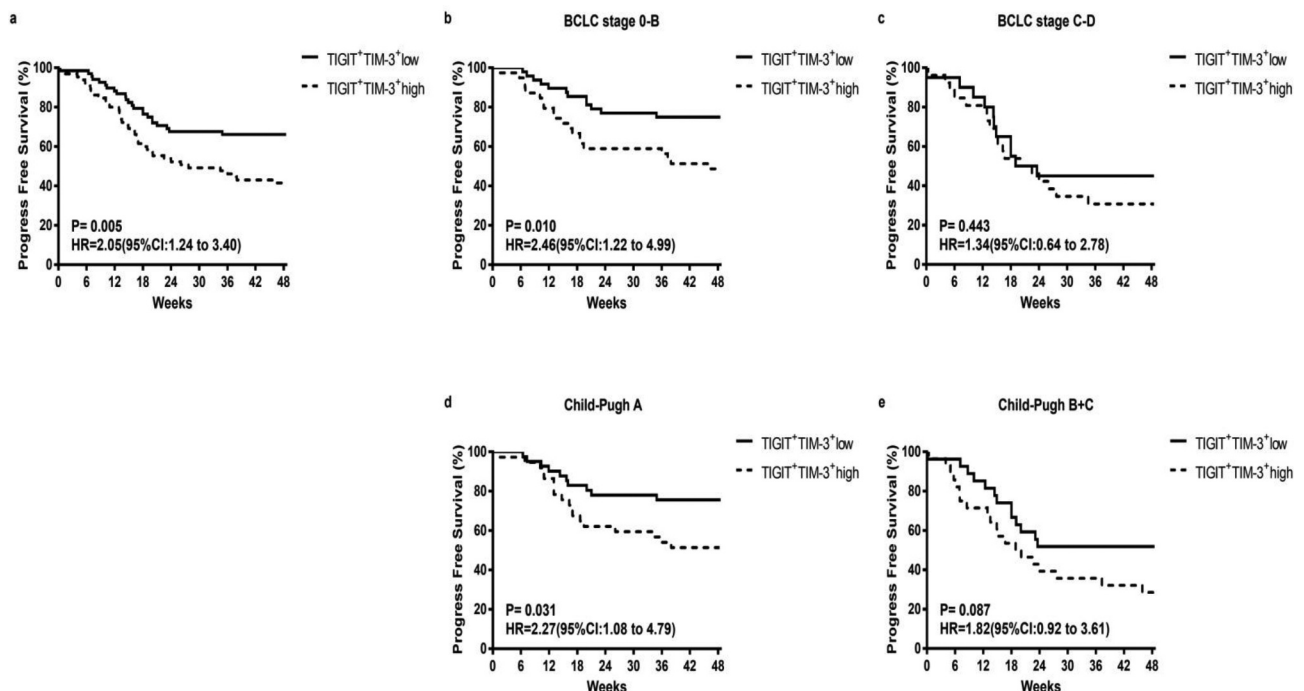 a
TIGIT⁺TIM-3⁺low
TIGIT⁺TIM-3⁺high
Progress Free Survival (%)
100
80
60
40
20
0
P= 0.005
HR=2.05(95%CI:1.24 to 3.40)
0 6 12 18 24 30 36 42 48
Weeks
b
BCLC stage 0-B
TIGIT⁺TIM-3⁺low
TIGIT⁺TIM-3⁺high
Progress Free Survival (%)
100
80
60
40
20
0
P= 0.010
HR=2.46(95%CI:1.22 to 4.99)
0 6 12 18 24 30 36 42 48
Weeks
c
BCLC stage C-D
TIGIT⁺TIM-3⁺low
TIGIT⁺TIM-3⁺high
Progress Free Survival (%)
100
80
60
40
20
0
P= 0.443
HR=1.34(95%CI:0.64 to 2.78)
0 6 12 18 24 30 36 42 48
Weeks
d
Child-Pugh A
TIGIT⁺TIM-3⁺low
TIGIT⁺TIM-3⁺high
Progress Free Survival (%)
100
80
60
40
20
0
P= 0.031
HR=2.27(95%CI:1.08 to 4.79)
0 6 12 18 24 30 36 42 48
Weeks
e
Child-Pugh B+C
TIGIT⁺TIM-3⁺low
TIGIT⁺TIM-3⁺high
Progress Free Survival (%)
100
80
60
40
20
0
P= 0.087
HR=1.82(95%CI:0.92 to 3.61)
0 6 12 18 24 30 36 42 48
Weeks